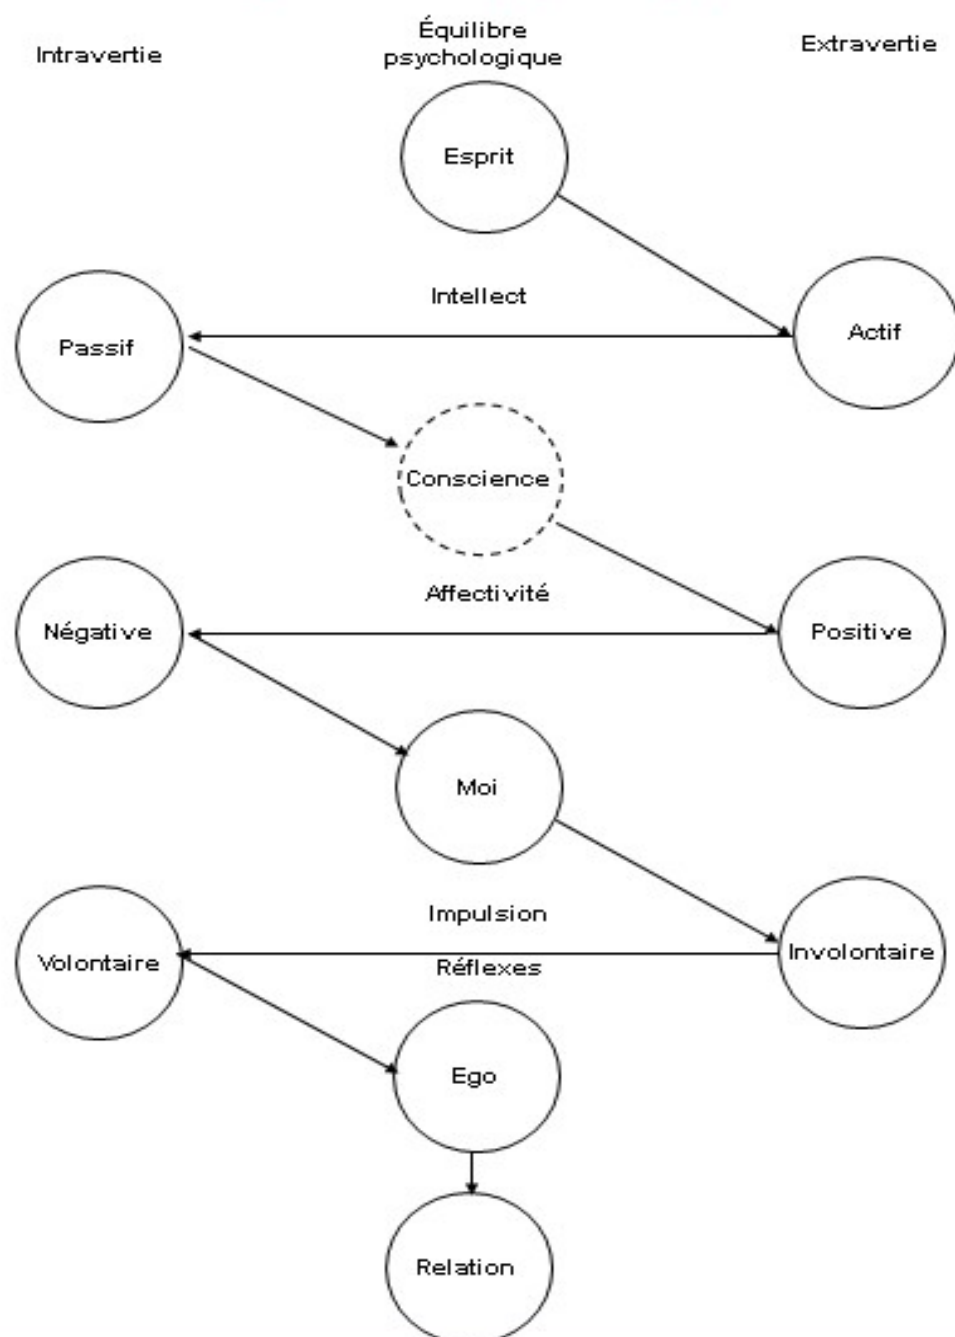 Intravertie
Équilibre
psychologique
Extravertie
Esprit
Intellect
Passif
Actif
Conscience
Affectivité
Négative
Positive
Moi
Impulsion
Volontaire
Involontaire
Réflexes
Ego
Relation